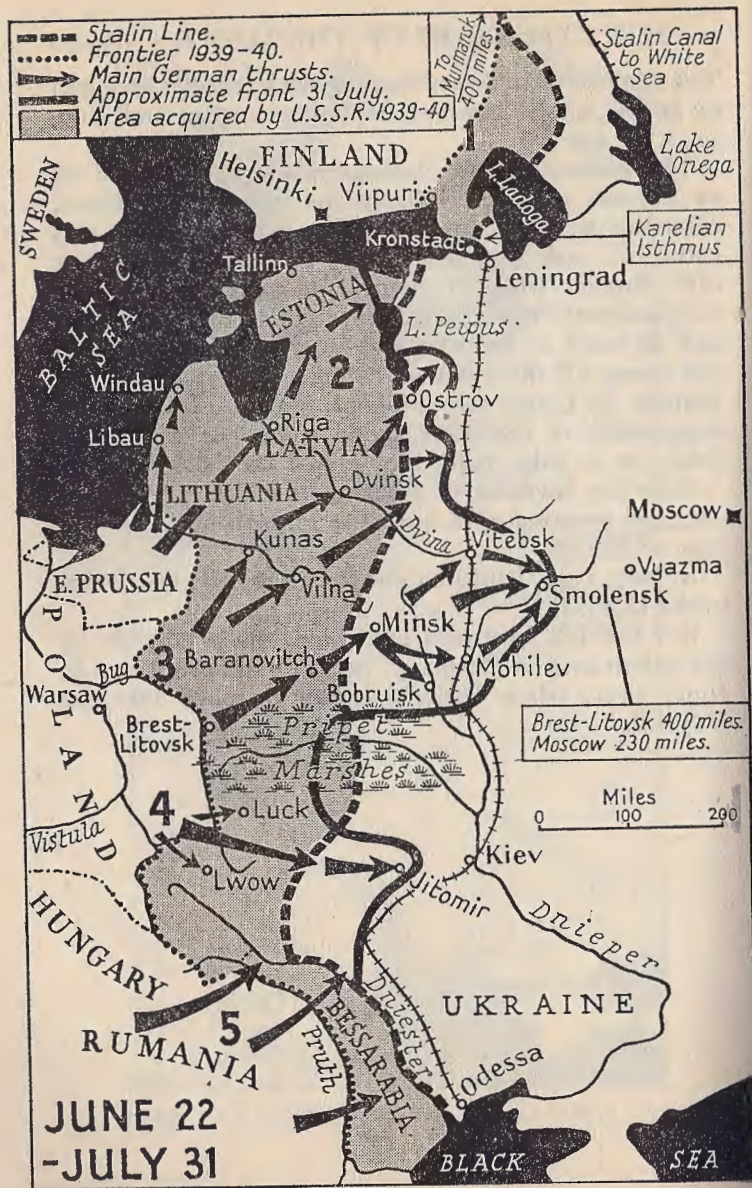 Stalin Line.
Frontier 1939-40.
Main German thrusts.
Approximate front 31 July.
Area acquired by U.S.S.R. 1939-40
To
Murmansk
400 miles
Stalin Canal
to White
Sea
Lake
Onega
1
FINLAND
Helsinki
Viipuri
L. Ladoga
SWEDEN
Kronstadt
Karelian
Isthmus
Tallinn
Leningrad
BALTIC
SEA
ESTONIA
L. Peipus
2
Windau
Ostrov
Riga
Libau
LATVIA
LITHUANIA
Dvinsk
Moscow
Dvina
Kunas
Vitebsk
Vyazma
E. PRUSSIA
Vilna
Smolensk
Minsk
POLAND
3
Baranovitch
Mohilev
Bug
Warsaw
Bobruisk
Brest-
Litovsk
Pripet
Marshes
Brest-Litovsk 400 miles.
Moscow 230 miles.
4
Luck
Miles
0 100 200
Vistula
Lwow
Kiev
Jitomir
HUNGARY
Dnieper
Dniester
UKRAINE
5
BESSARABIA
RUMANIA
Pruth
Odessa
JUNE 22
-JULY 31
BLACK SEA